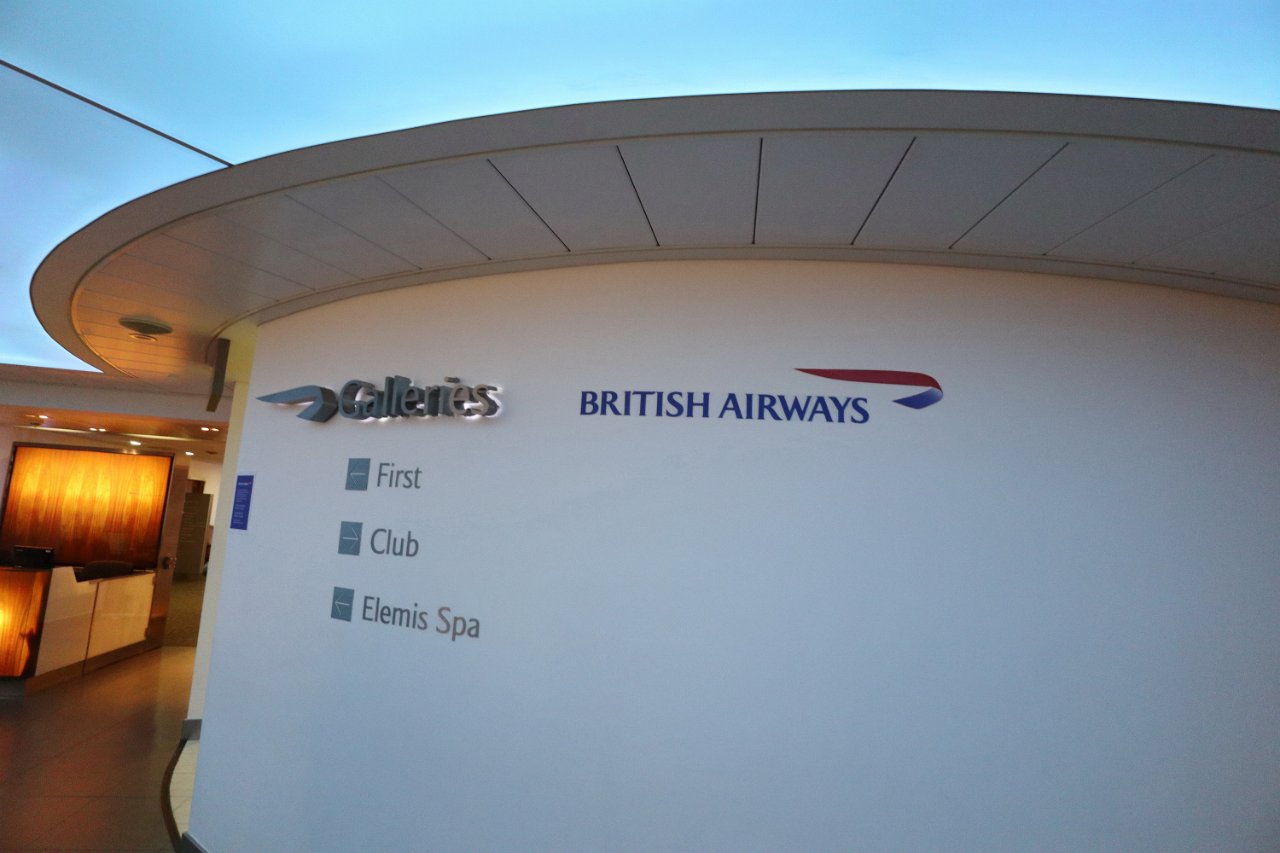 Galleries
BRITISH AIRWAYS
First
Club
Elemis Spa